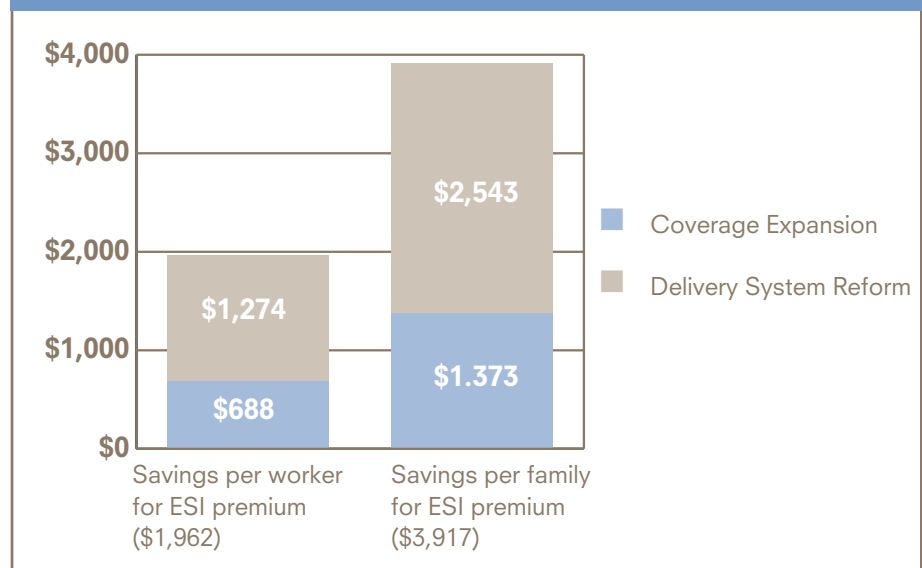 $4,000
$3,000
$2,000
$1,000
$0
$1,274
$688
$2,543
$1.373
Savings per worker
for ESI premium
($1,962)
Savings per family
for ESI premium
($3,917)
Coverage Expansion
Delivery System Reform